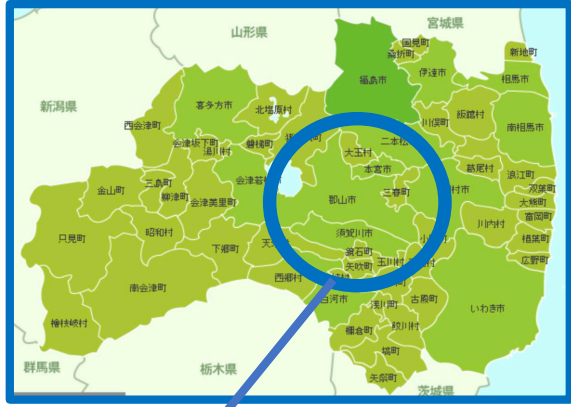 山形県
宮城県
国見町
桑折町
新地町
福島市
伊達市
相馬市
新潟県
喜多方市
北塩原村
川俣町
飯舘村
南相馬市
西会津町
会津坂下町
湯川村
磐梯町
二本松
大玉村
本宮市
葛尾村
浪江町
双葉町
大熊町
富岡町
楢葉町
広野町
金山町
三島町
柳津町
会津美里町
会津若
郡山市
三春町
村市
川内村
只見町
昭和村
下郷町
天
須賀川市
鏡石町
矢吹町
玉川村
小
西郷村
白河市
南会津町
檜枝岐村
浅川町
古殿町
いわき市
棚倉町
鮫川村
塙町
矢祭町
群馬県
栃木県
茨城県